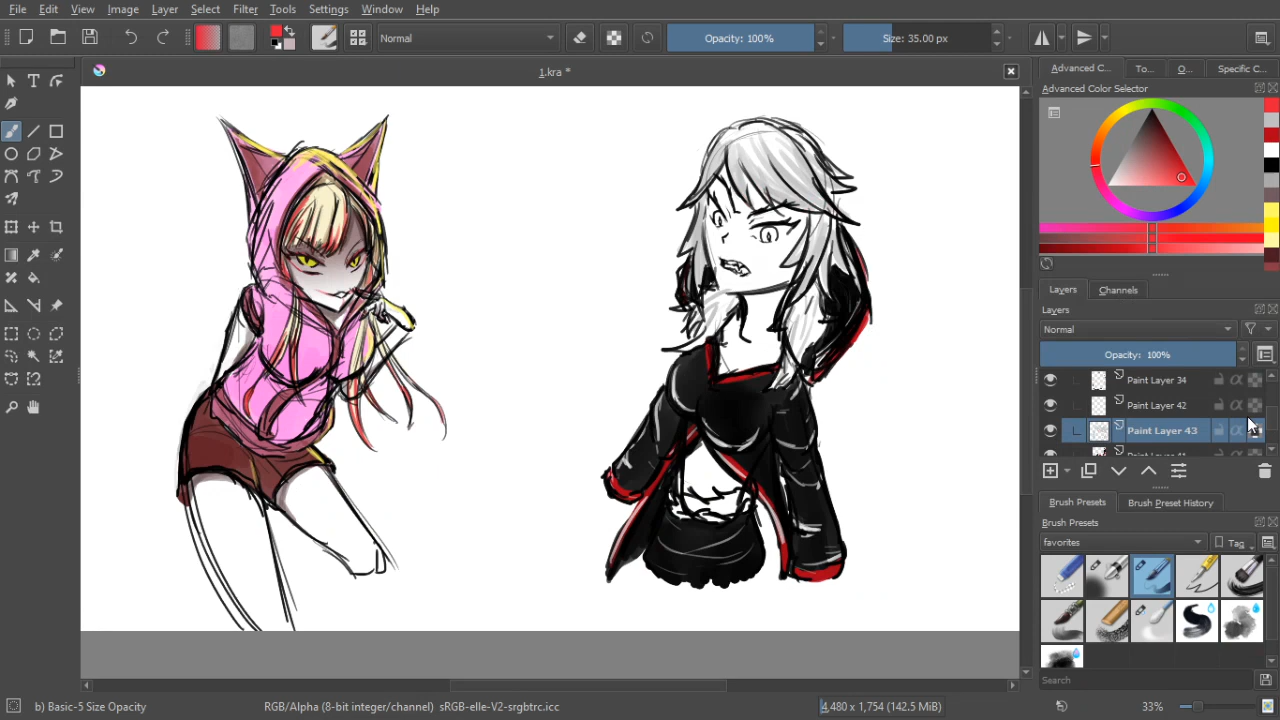 File Edit View Image Layer Select Filter Tools Settings Window Help
Normal Opacity: 100% Size: 35.00 px
1.kra *
Advanced C... To... O... Specific C...
Advanced Color Selector
Layers Channels
Layers
Normal
Opacity: 100%
Paint Layer 34
Paint Layer 42
Paint Layer 43
Paint Layer 41
Brush Presets Brush Preset History
Brush Presets
favorites Tag
Search
b) Basic-5 Size Opacity RGB/Alpha (8-bit integer/channel) sRGB-elle-V2-srgbtrc.icc 4,480 x 1,754 (142.5 MiB) 33%